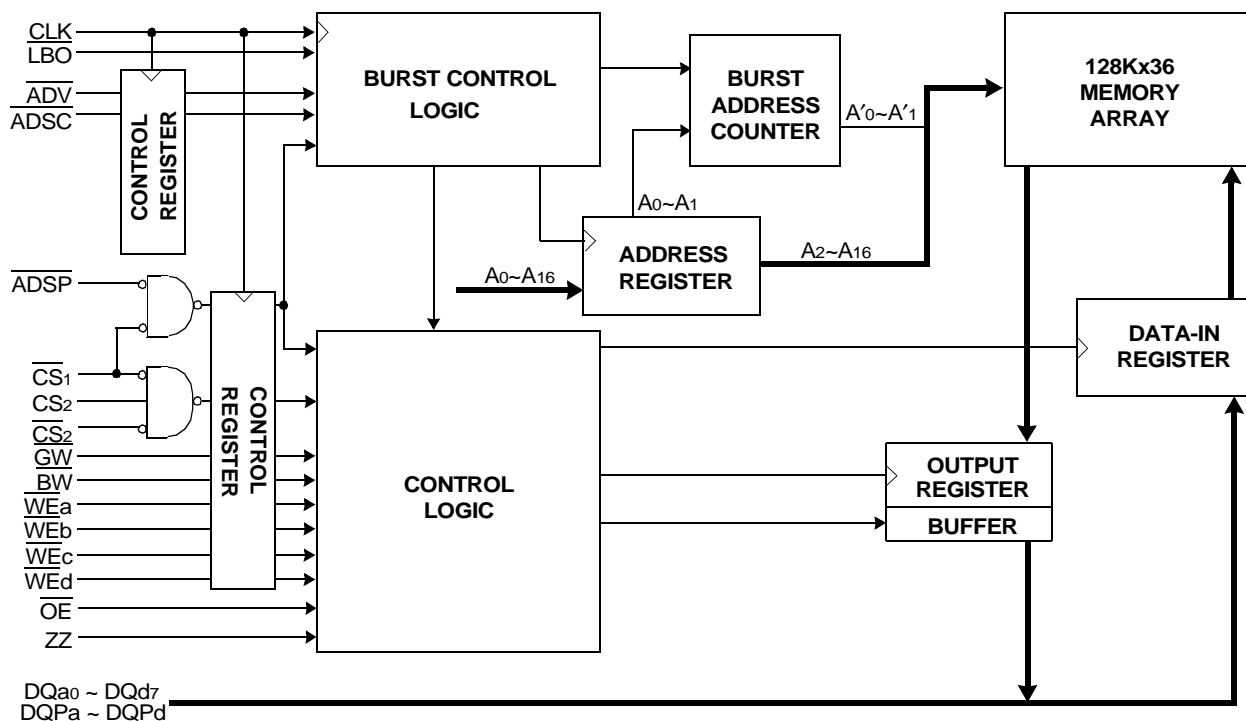 CLK
LBO
ADV
ADSC
CONTROL
REGISTER
BURST CONTROL
LOGIC
BURST
ADDRESS
COUNTER
A′0~A′1
128Kx36
MEMORY
ARRAY
A0~A1
ADDRESS
REGISTER
A2~A16
A0~A16
ADSP
CS1
CS2
CS2
GW
BW
WEa
WEb
WEc
WEd
OE
ZZ
CONTROL
REGISTER
CONTROL
LOGIC
DATA-IN
REGISTER
OUTPUT
REGISTER
BUFFER
DQa0 ~ DQd7
DQPa ~ DQPd